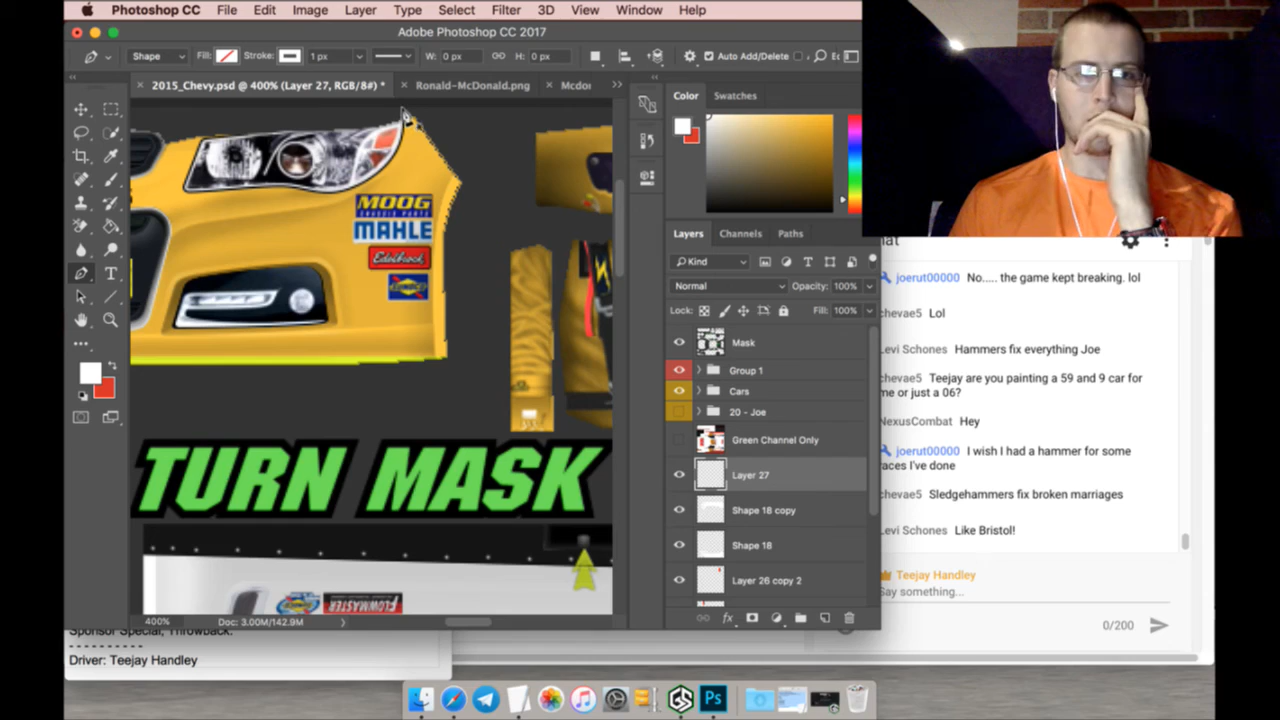 Photoshop CC File Edit Image Layer Type Select Filter 3D View Window Help
Adobe Photoshop CC 2017
Shape Fill: Stroke: 1 px W: 0 px H: 0 px Auto Add/Delete
2015_Chevy.psd @ 400% (Layer 27, RGB/8#) * Ronald-McDonald.png Mcdo
Color Swatches
MOOG
CHASSIS PARTS
MAHLE
Edelbrock
SUNOCO
TURN MASK
SUNOCO FLOWMASTER
400% Doc: 3.00M/142.9M
Layers Channels Paths
Kind
Normal Opacity: 100%
Lock: Fill: 100%
Mask
Group 1
Cars
20 - Joe
Green Channel Only
Layer 27
Shape 18 copy
Shape 18
Layer 26 copy 2
fx
hat
joerut00000 No..... the game kept breaking. lol
chevae5 Lol
Levi Schones Hammers fix everything Joe
chevae5 Teejay are you painting a 59 and 9 car for
me or just a 06?
NexusCombat Hey
joerut00000 I wish I had a hammer for some
races I've done
chevae5 Sledgehammers fix broken marriages
Levi Schones Like Bristol!
Teejay Handley
Say something...
0/200
Sponsor Special, Throwback.
----------
Driver: Teejay Handley
Ps